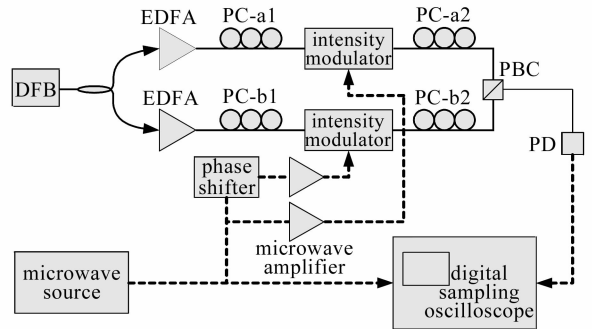 EDFA
PC-a1
PC-a2
intensity
modulator
DFB
EDFA
PC-b1
PC-b2
PBC
intensity
modulator
PD
phase
shifter
microwave
amplifier
microwave
source
digital
sampling
oscilloscope